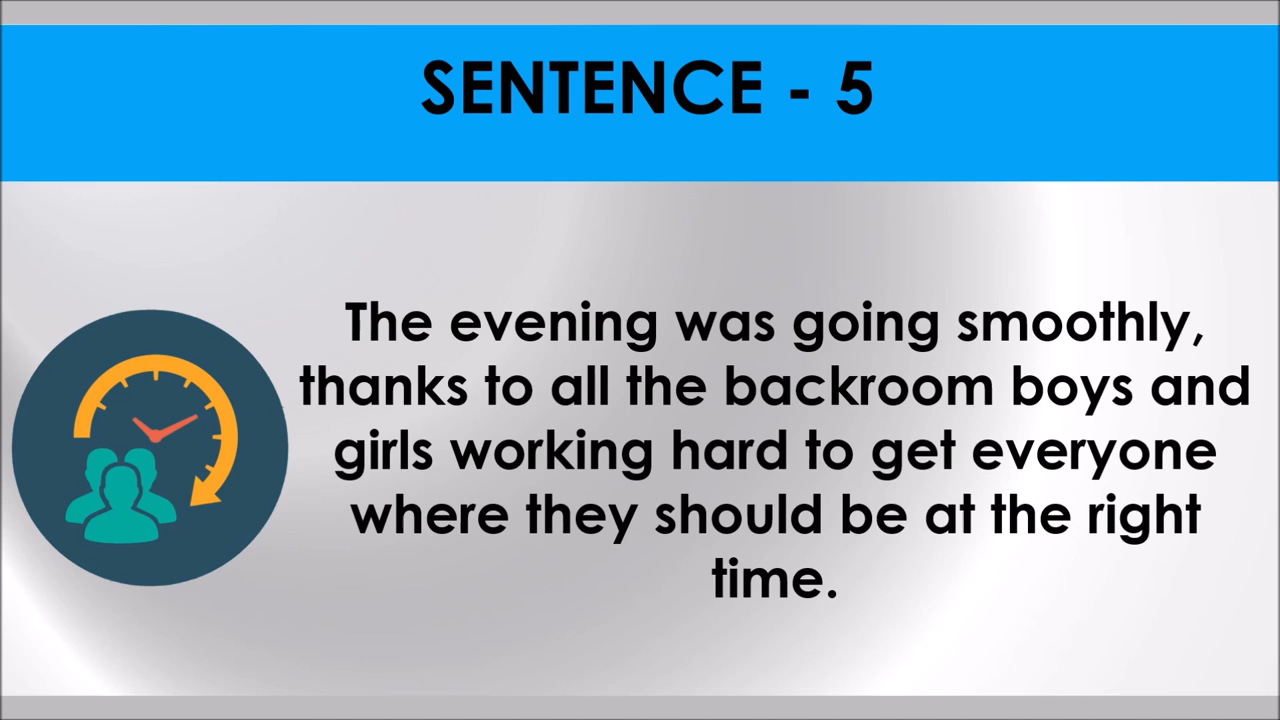 SENTENCE - 5
The evening was going smoothly,
thanks to all the backroom boys and
girls working hard to get everyone
where they should be at the right
time.